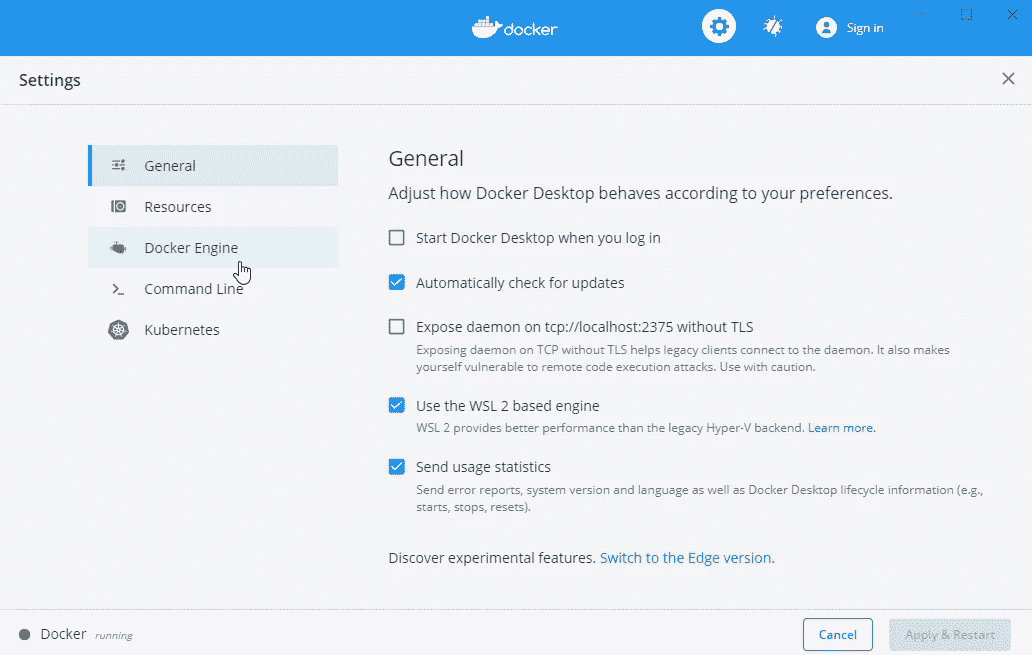 docker
Sign in
Settings
General
Resources
Docker Engine
Command Line
Kubernetes
General
Adjust how Docker Desktop behaves according to your preferences.
Start Docker Desktop when you log in
Automatically check for updates
Expose daemon on tcp://localhost:2375 without TLS
Exposing daemon on TCP without TLS helps legacy clients connect to the daemon. It also makes
yourself vulnerable to remote code execution attacks. Use with caution.
Use the WSL 2 based engine
WSL 2 provides better performance than the legacy Hyper-V backend. Learn more.
Send usage statistics
Send error reports, system version and language as well as Docker Desktop lifecycle information (e.g.,
starts, stops, resets).
Discover experimental features. Switch to the Edge version.
Docker running
Cancel
Apply & Restart